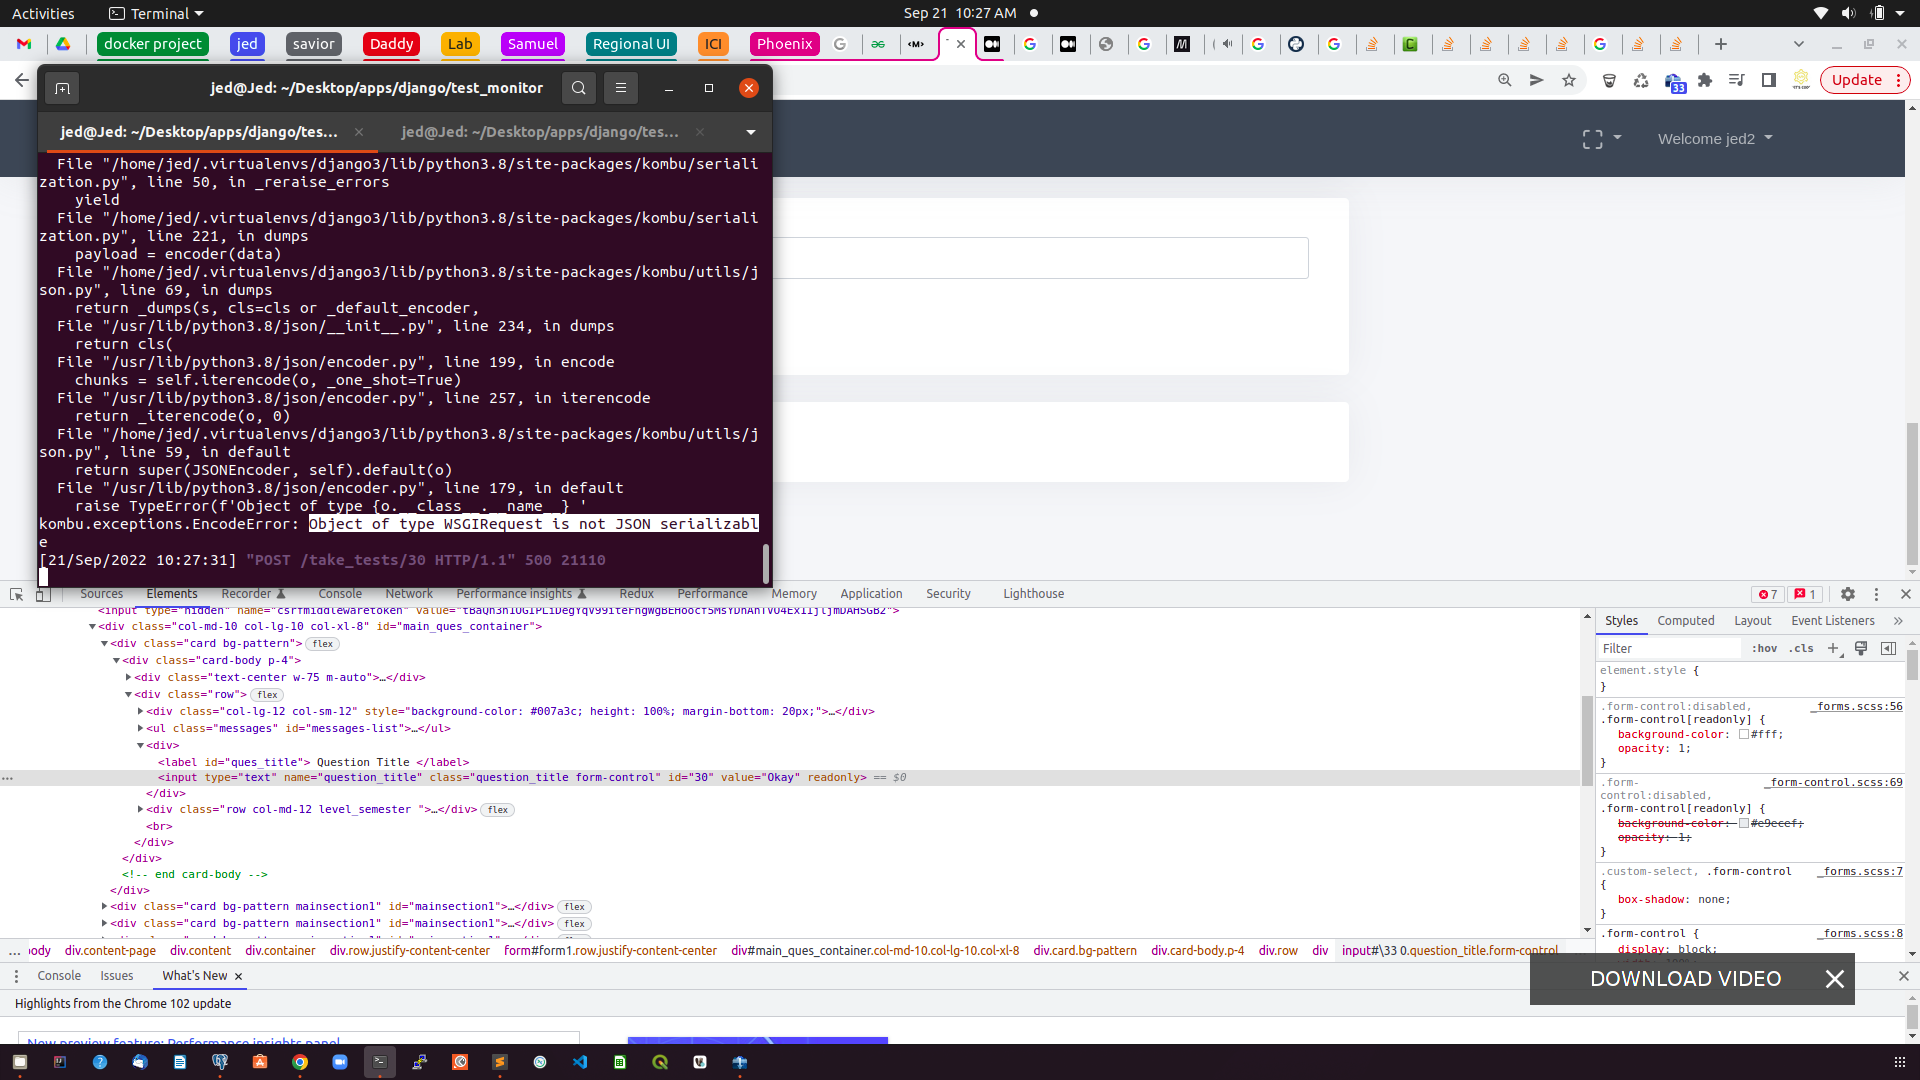 Activities
Terminal
Sep 21 10:27 AM
docker project
jed
savior
Daddy
Lab
Samuel
Regional UI
ICI
Phoenix
Update
33
jed@Jed: ~/Desktop/apps/django/test_monitor
jed@Jed: ~/Desktop/apps/django/tes...
jed@Jed: ~/Desktop/apps/django/tes...
Welcome jed2
File "/home/jed/.virtualenvs/django3/lib/python3.8/site-packages/kombu/seriali
zation.py", line 50, in _reraise_errors
yield
File "/home/jed/.virtualenvs/django3/lib/python3.8/site-packages/kombu/seriali
zation.py", line 221, in dumps
payload = encoder(data)
File "/home/jed/.virtualenvs/django3/lib/python3.8/site-packages/kombu/utils/j
son.py", line 69, in dumps
return _dumps(s, cls=cls or _default_encoder,
File "/usr/lib/python3.8/json/__init__.py", line 234, in dumps
return cls(
File "/usr/lib/python3.8/json/encoder.py", line 199, in encode
chunks = self.iterencode(o, _one_shot=True)
File "/usr/lib/python3.8/json/encoder.py", line 257, in iterencode
return _iterencode(o, 0)
File "/home/jed/.virtualenvs/django3/lib/python3.8/site-packages/kombu/utils/j
son.py", line 59, in default
return super(JSONEncoder, self).default(o)
File "/usr/lib/python3.8/json/encoder.py", line 179, in default
raise TypeError(f'Object of type {o.__class__.__name__} '
kombu.exceptions.EncodeError: Object of type WSGIRequest is not JSON serializabl
e
[21/Sep/2022 10:27:31] "POST /take_tests/30 HTTP/1.1" 500 21110
Sources
Elements
Recorder
Console
Network
Performance insights
Redux
Performance
Memory
Application
Security
Lighthouse
7
1
<div class="col-md-10 col-lg-10 col-xl-8" id="main_ques_container">
<div class="card bg-pattern> flex
<div class="card-body p-4">
<div class="text-center w-75 m-auto">…</div>
<div class="row"> flex
<div class="col-lg-12 col-sm-12" style="background-color: #007a3c; height: 100%; margin-bottom: 20px;">…</div>
<ul class="messages" id="messages-list">…</ul>
<div>
<label id="ques_title"> Question Title </label>
<input type="text" name="question_title" class="question_title form-control" id="30" value="Okay" readonly> == $0
</div>
<div class="row col-md-12 level_semester ">…</div> flex
<br>
</div>
</div>
<!-- end card-body -->
</div>
<div class="card bg-pattern mainsection1" id="mainsection1">…</div> flex
<div class="card bg-pattern mainsection1" id="mainsection1">…</div> flex
Styles
Computed
Layout
Event Listeners
Filter
:hov
.cls
element.style {
}
.form-control:disabled, _forms.scss:56
.form-control[readonly] {
background-color: #fff;
opacity: 1;
}
.form- _form-control.scss:69
control:disabled,
.form-control[readonly] {
background-color: #e9ecef;
opacity: 1;
}
.custom-select, .form-control _forms.scss:7
{
box-shadow: none;
}
.form-control { _forms.scss:8
display: block;
... body
div.content-page
div.content
div.container
div.row.justify-content-center
form#form1.row.justify-content-center
div#main_ques_container.col-md-10.col-lg-10.col-xl-8
div.card.bg-pattern
div.card-body.p-4
div.row
div
input#\33 0.question_title.form-control
Console
Issues
What's New
DOWNLOAD VIDEO
Highlights from the Chrome 102 update
New preview feature: Performance insights panel